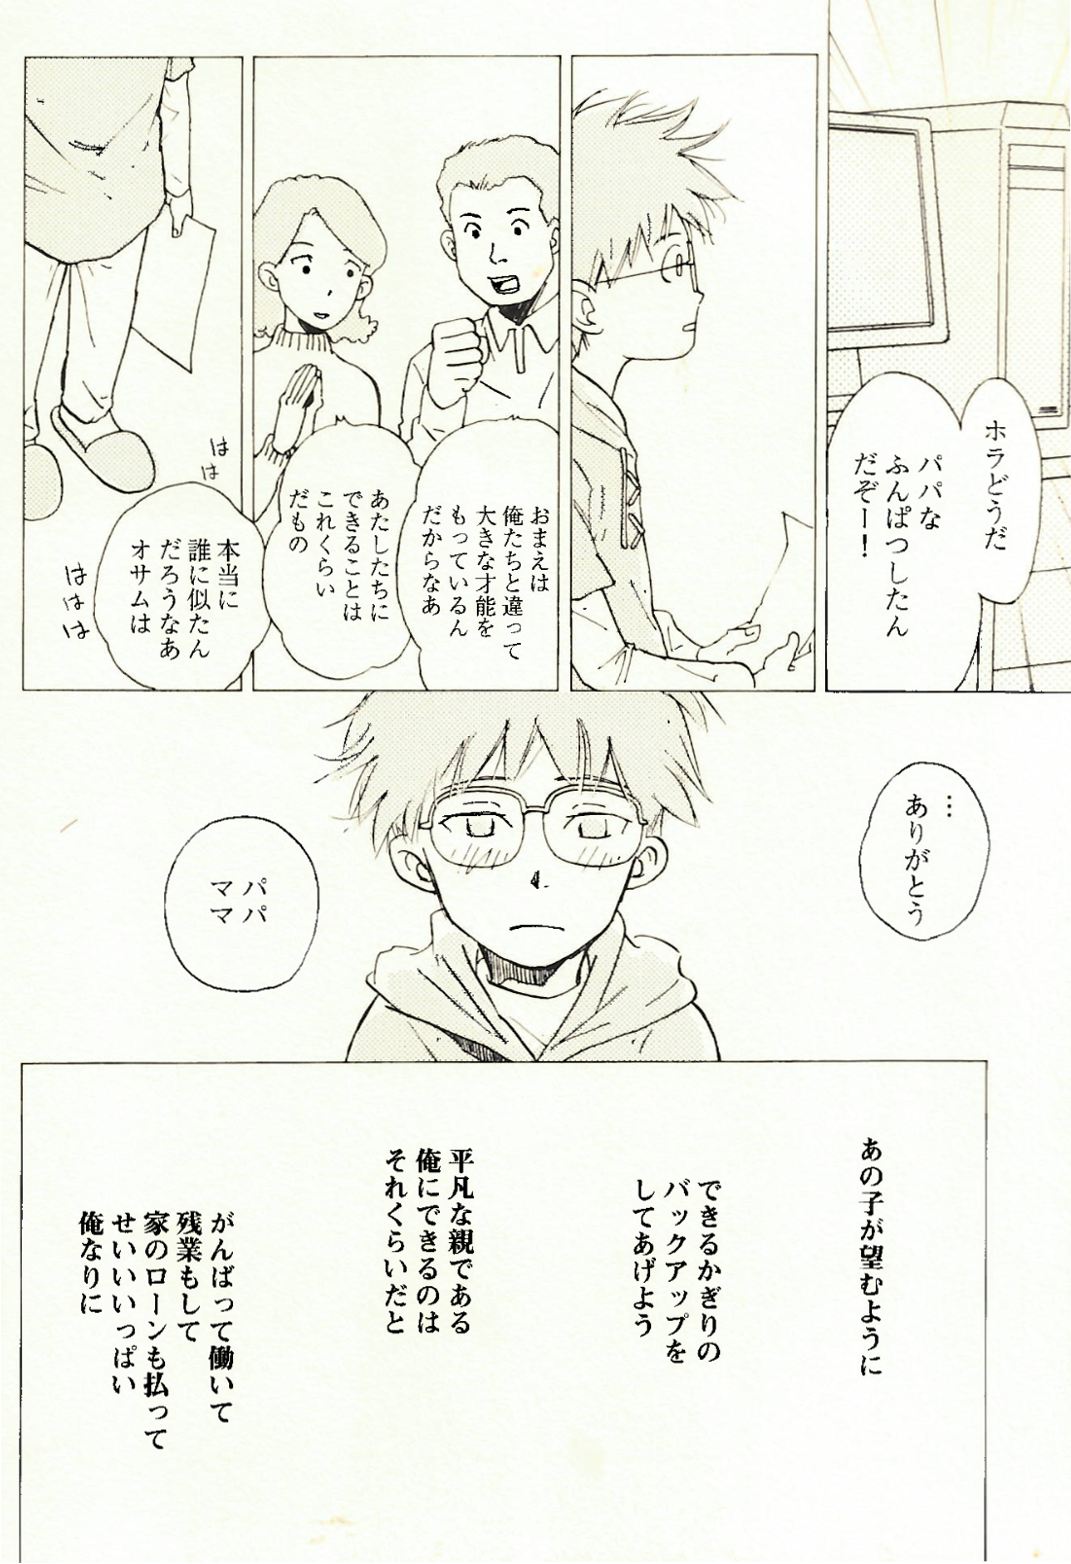 ホラどうだ
パパな
ふんぱつしたん
だぞー！
おまえは
俺たちと違って
大きな才能を
もっているん
だからなあ
あたしたちに
できることは
これくらい
だもの
はは
本当に
誰に似たん
だろうなあ
オサムは
ははは
…
ありがとう
パパ
ママ
あの子が望むように
できるかぎりの
バックアップを
してあげよう
平凡な親である
俺にできるのは
それくらいだと
がんばって働いて
残業もして
家のローンも払って
せいいいっぱい
俺なりに